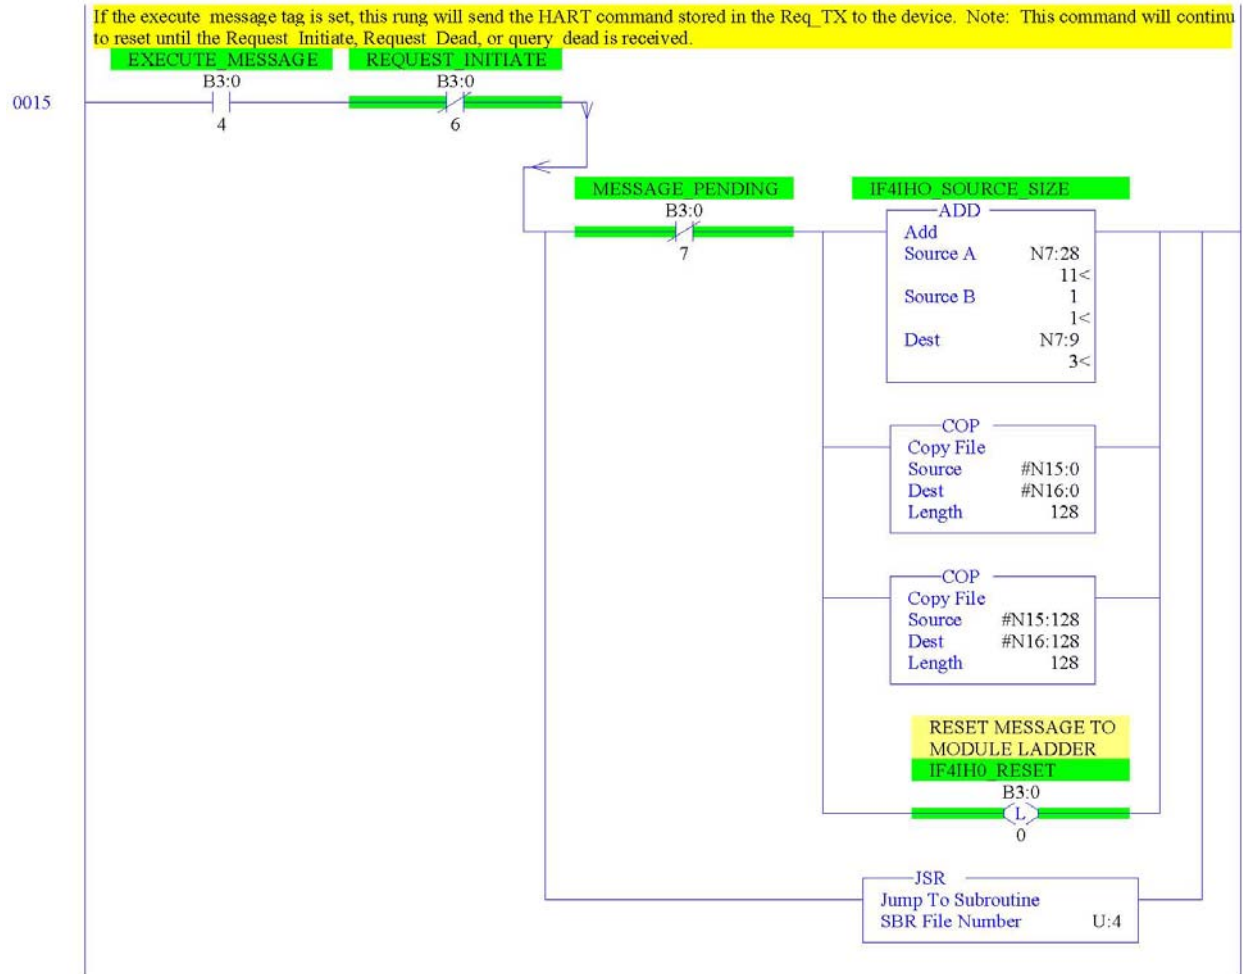 If the execute message tag is set, this rung will send the HART command stored in the Req_TX to the device. Note: This command will continu
to reset until the Request Initiate, Request Dead, or query dead is received.
EXECUTE_MESSAGE REQUEST_INITIATE
B3:0 B3:0
0015
4 6
MESSAGE_PENDING IF4IHO_SOURCE_SIZE
B3:0
7
ADD
Add
Source A N7:28
11<
Source B 1
1<
Dest N7:9
3<
COP
Copy File
Source #N15:0
Dest #N16:0
Length 128
COP
Copy File
Source #N15:128
Dest #N16:128
Length 128
RESET MESSAGE TO
MODULE LADDER
IF4IH0_RESET
B3:0
L
0
JSR
Jump To Subroutine
SBR File Number U:4